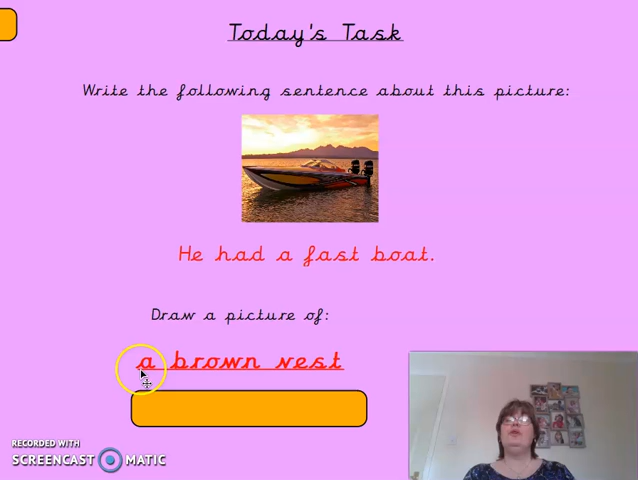 Today's Task
Write the following sentence about this picture:
He had a fast boat.
Draw a picture of:
a brown vest
RECORDED WITH
SCREENCAST MATIC